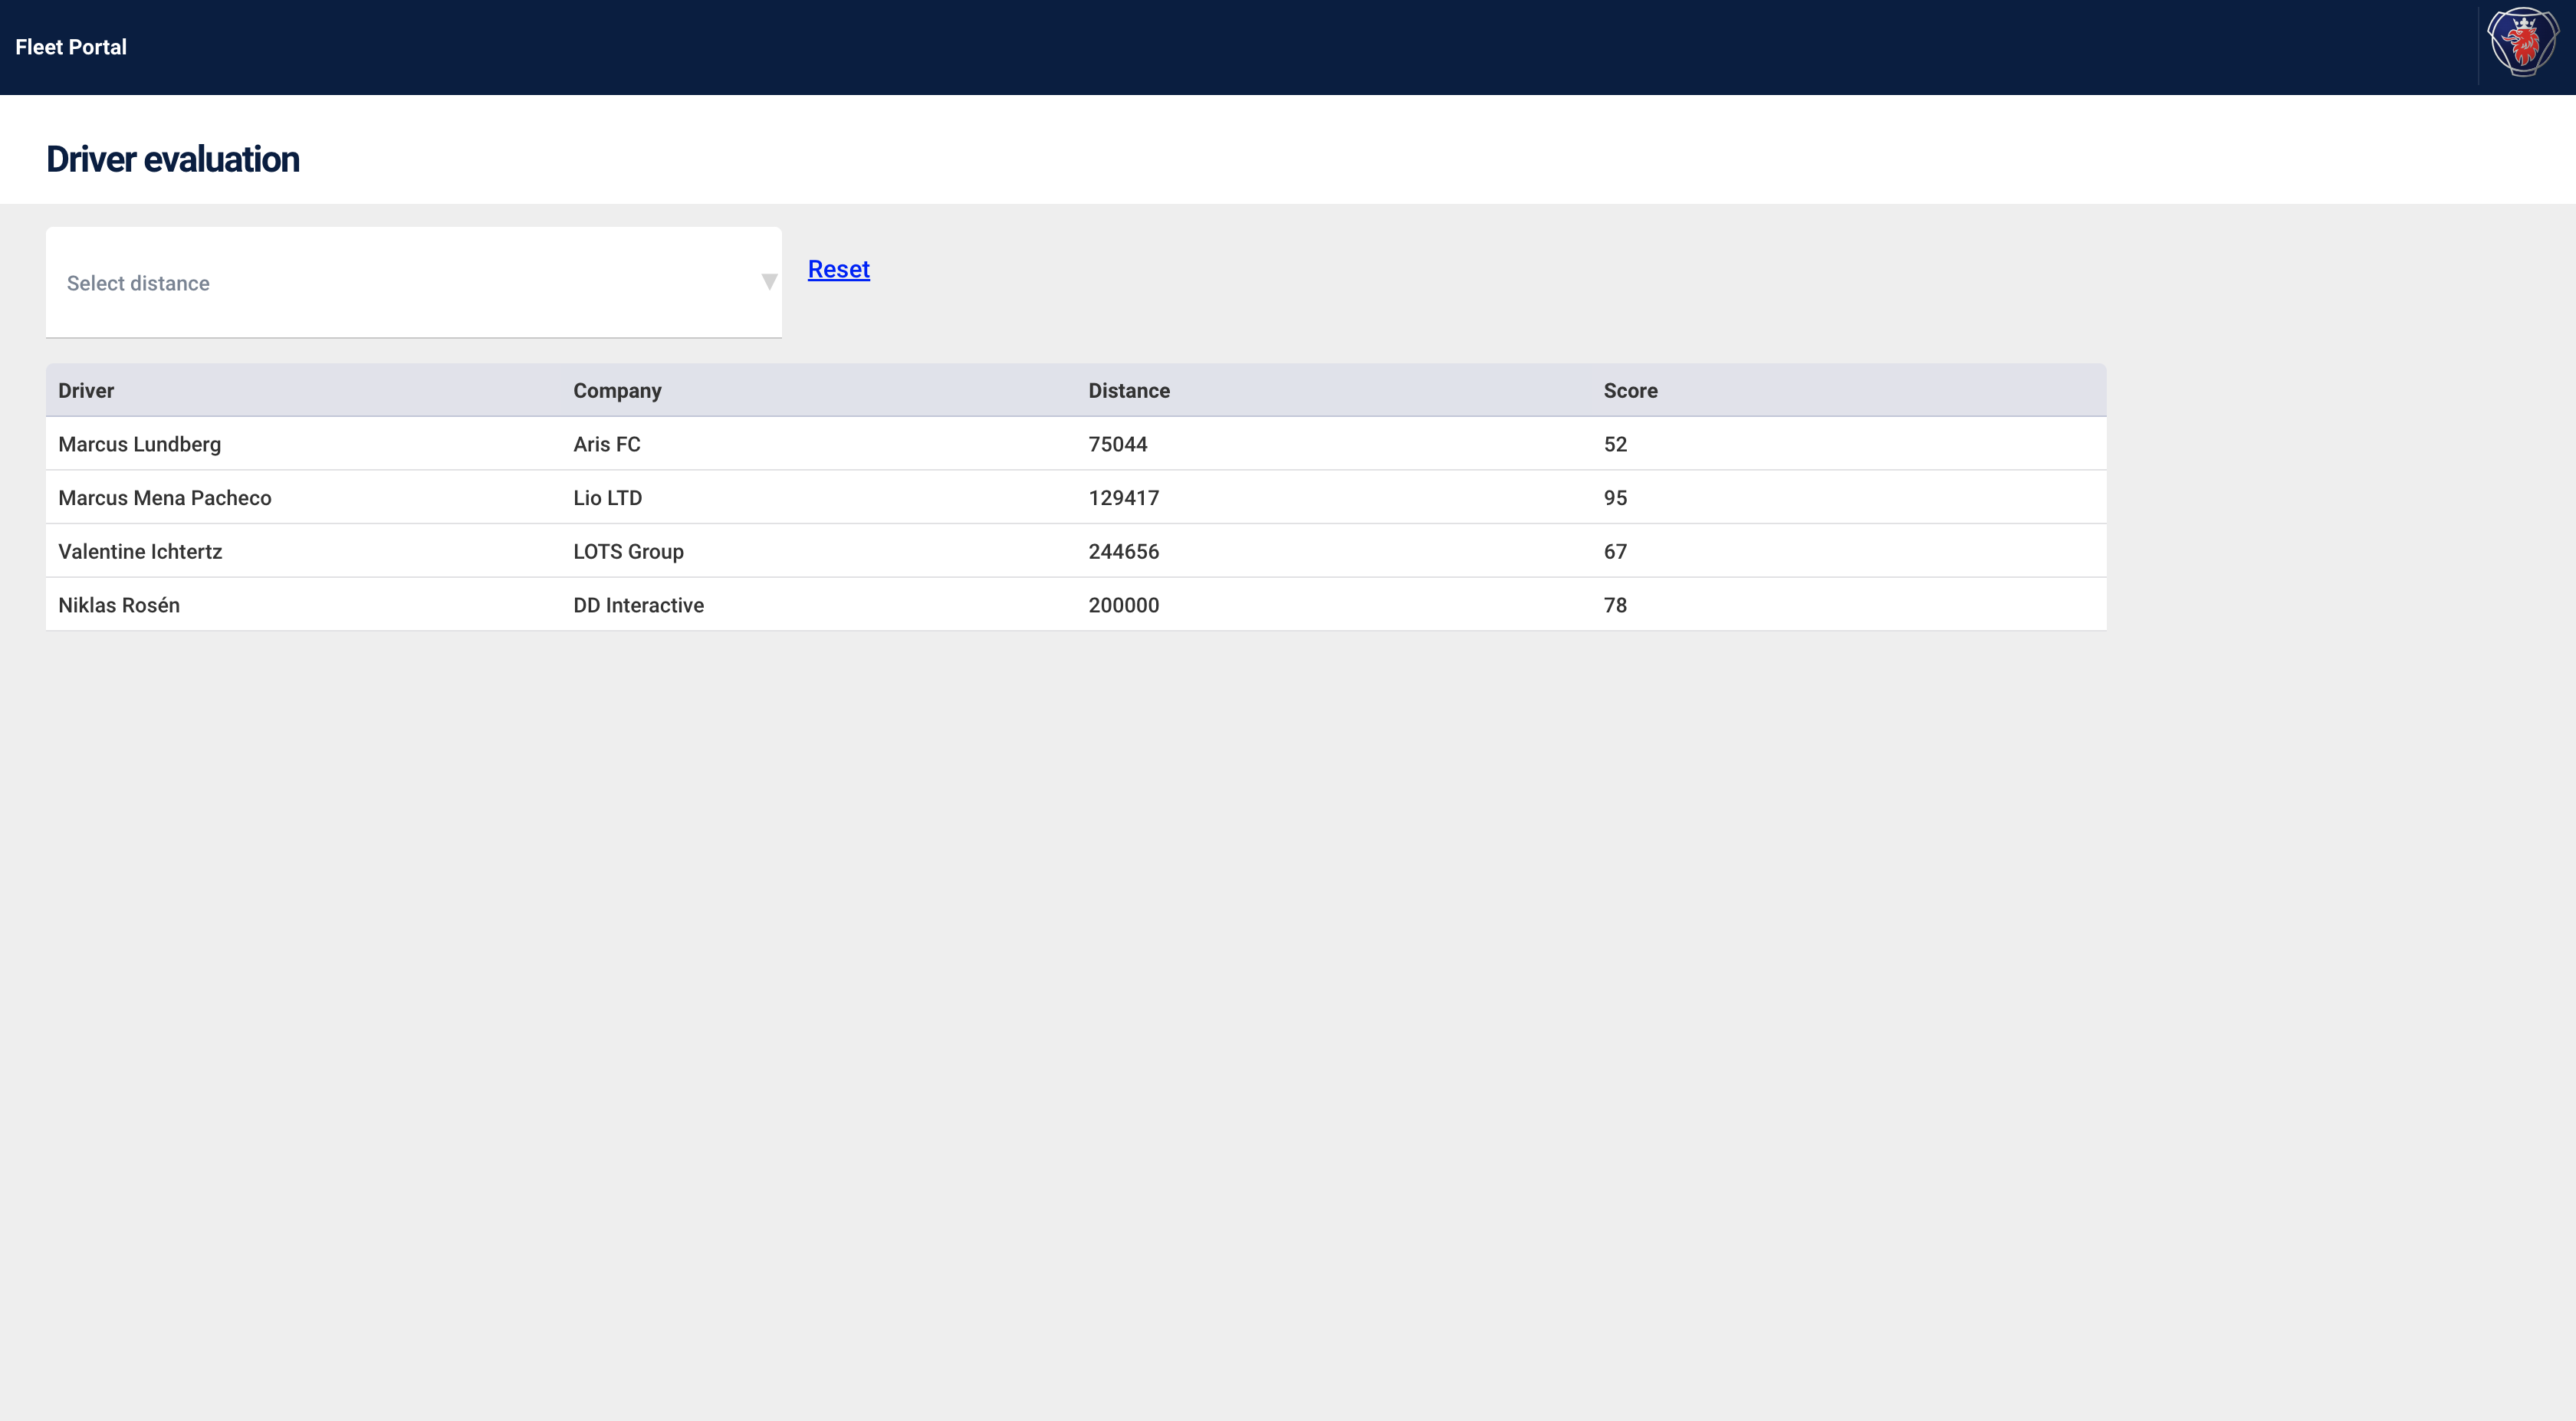 Fleet Portal
Driver evaluation
Select distance
Reset
Driver Company Distance Score
Marcus Lundberg Aris FC 75044 52
Marcus Mena Pacheco Lio LTD 129417 95
Valentine Ichtertz LOTS Group 244656 67
Niklas Rosén DD Interactive 200000 78